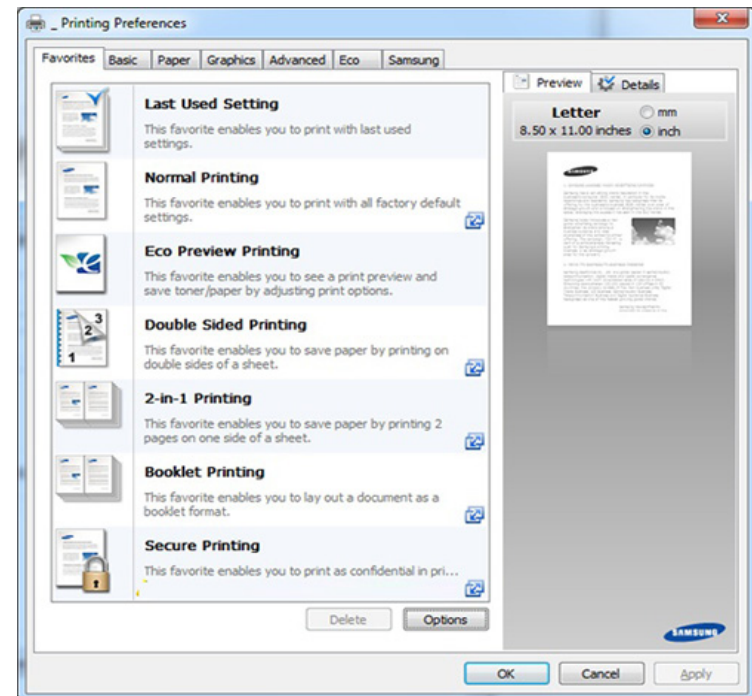 _ Printing Preferences
Favorites Basic Paper Graphics Advanced Eco Samsung
Last Used Setting
This favorite enables you to print with last used
settings.
Normal Printing
This favorite enables you to print with all factory default
settings.
Eco Preview Printing
This favorite enables you to see a print preview and
save toner/paper by adjusting print options.
3
2
1
Double Sided Printing
This favorite enables you to save paper by printing on
double sides of a sheet.
2-in-1 Printing
This favorite enables you to save paper by printing 2
pages on one side of a sheet.
Booklet Printing
This favorite enables you to lay out a document as a
booklet format.
Secure Printing
This favorite enables you to print as confidential in pri...
Delete Options
Preview Details
Letter mm
8.50 x 11.00 inches inch
SAMSUNG
OK Cancel Apply